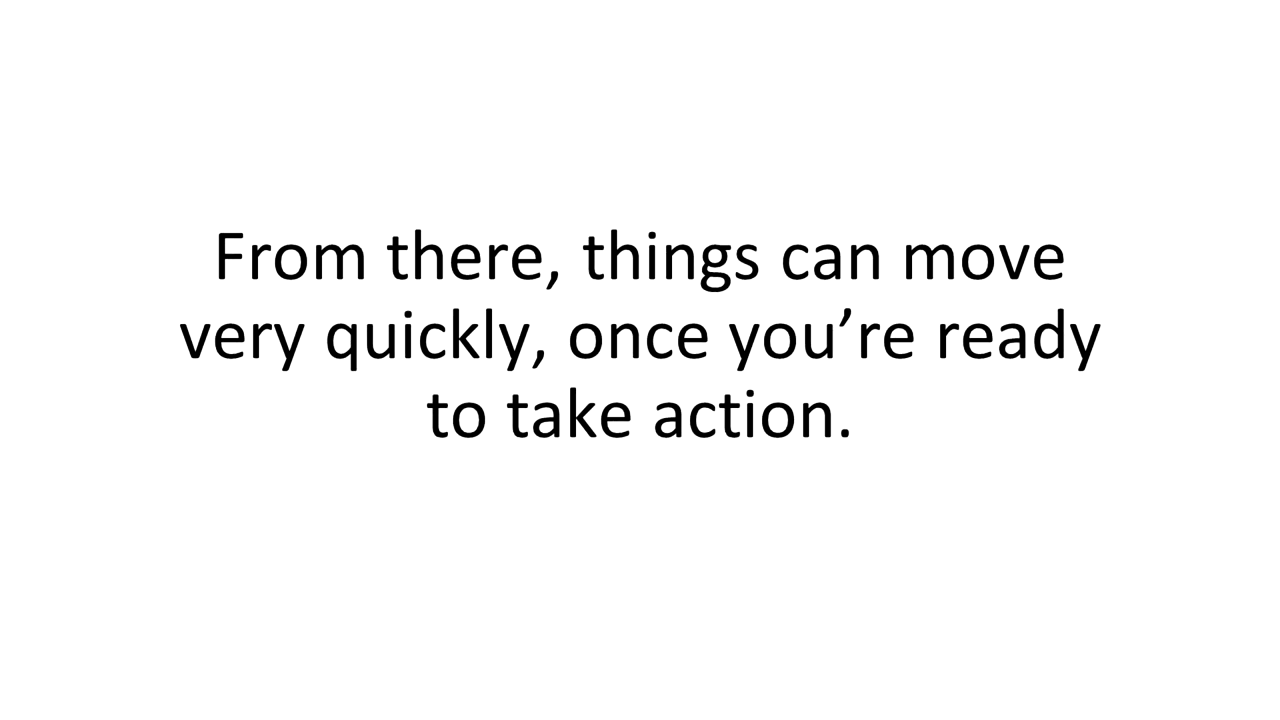 From there, things can move
very quickly, once you’re ready
to take action.